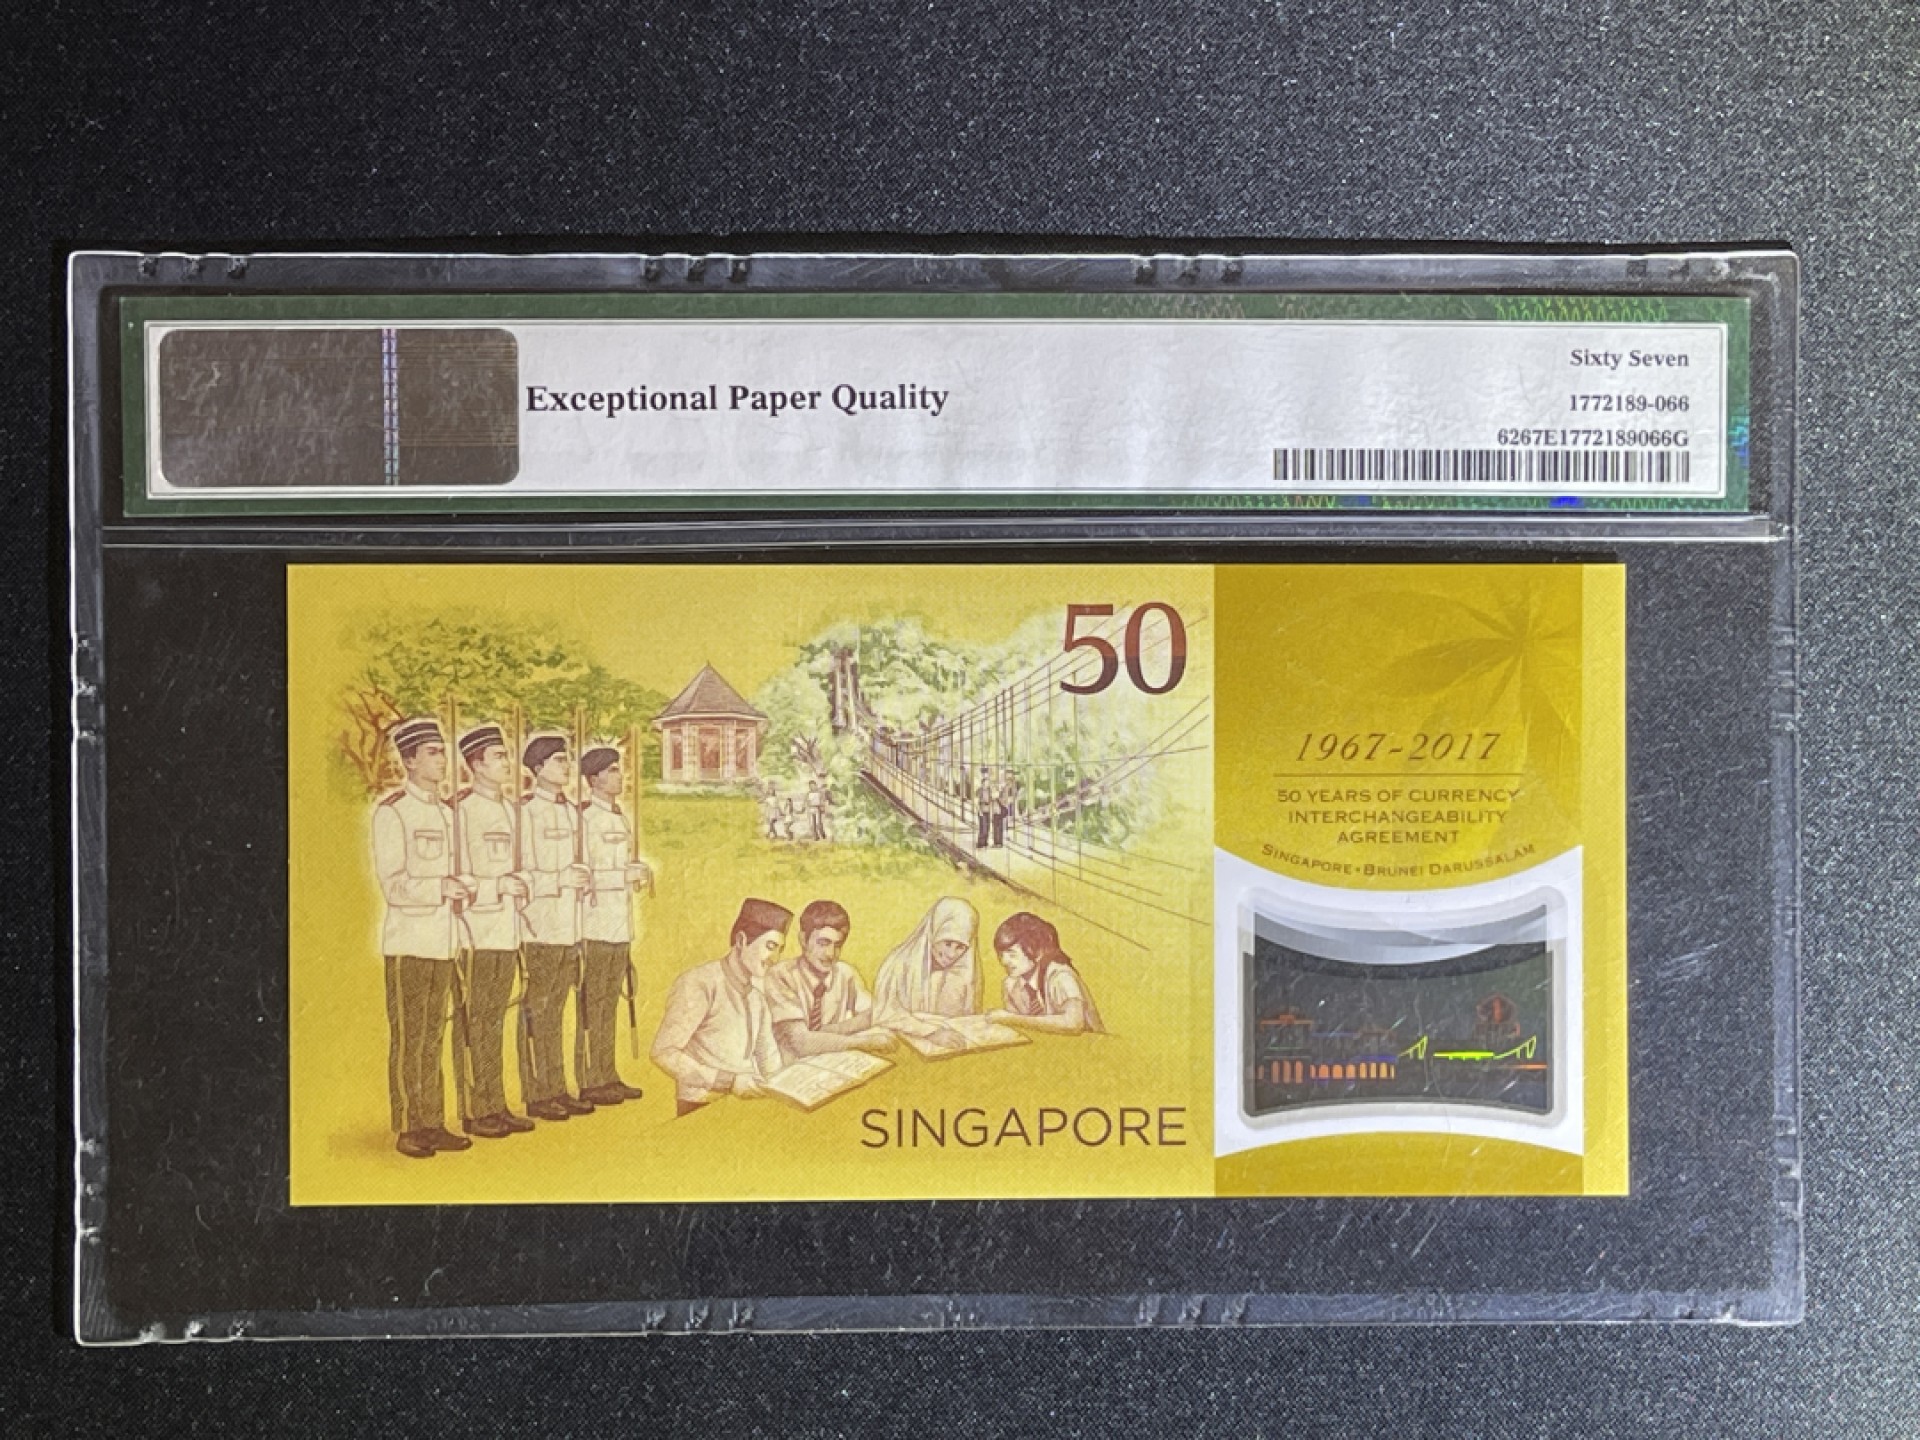 Exceptional Paper Quality
Sixty Seven
1772189-066
6267E1772189066G
50
1967-2017
50 YEARS OF CURRENCY
INTERCHANGEABILITY
AGREEMENT
SINGAPORE • BRUNEI DARUSSALAM
SINGAPORE